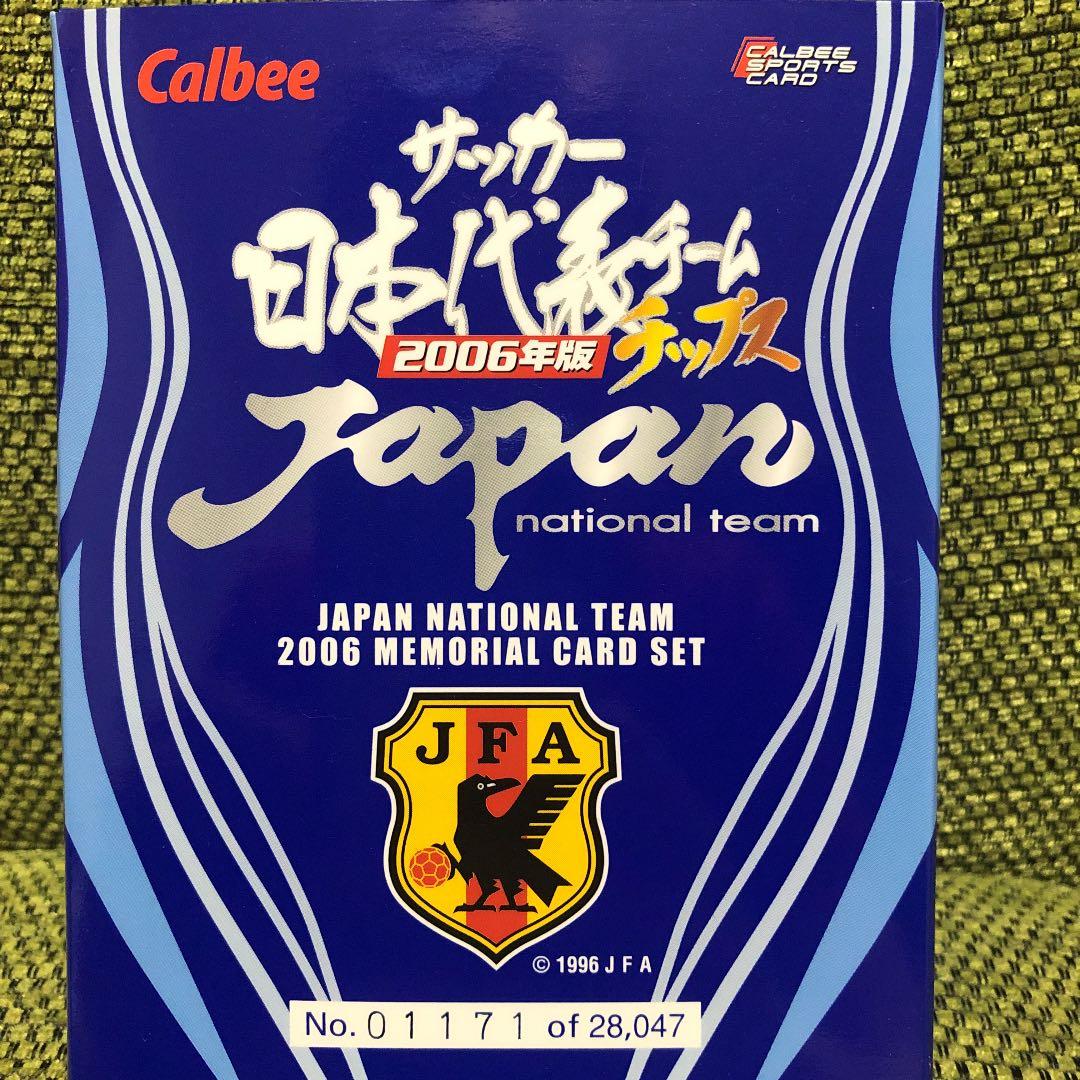 Calbee
CALBEE
SPORTS
CARD
サッカー
日本代表チーム
2006年版
チップス
Japan
national team
JAPAN NATIONAL TEAM
2006 MEMORIAL CARD SET
JFA
© 1996 J F A
No. 01171 of 28,047